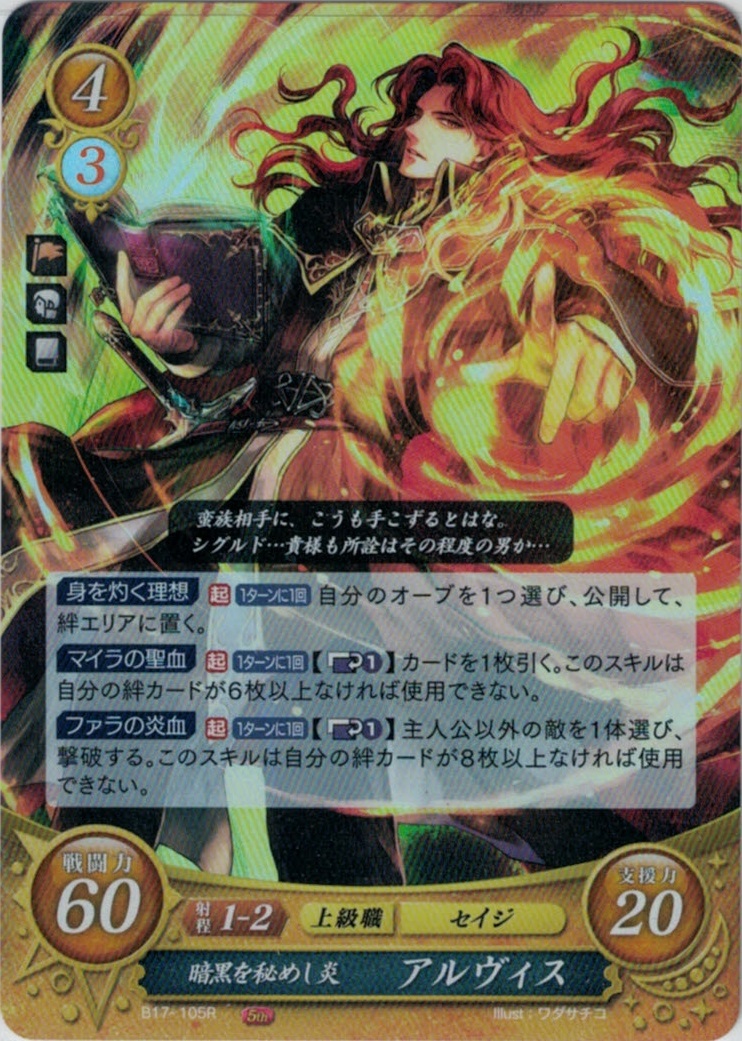 4
3
蛮族相手に、こうも手こずるとはな。
シグルド…貴様も所詮はその程度の男か…
身を灼く理想 起 1ターンに1回 自分のオーブを1つ選び、公開して、
絆エリアに置く。
マイラの聖血 起 1ターンに1回 【 1 】カードを1枚引く。このスキルは
自分の絆カードが6枚以上なければ使用できない。
ファラの炎血 起 1ターンに1回 【 1 】主人公以外の敵を1体選び、
撃破する。このスキルは自分の絆カードが8枚以上なければ使用
できない。
戦闘力
60
射程 1-2 上級職 セイジ
支援力
20
暗黒を秘めし炎 アルヴィス
B17-105R 5th Illust:ワダサチコ